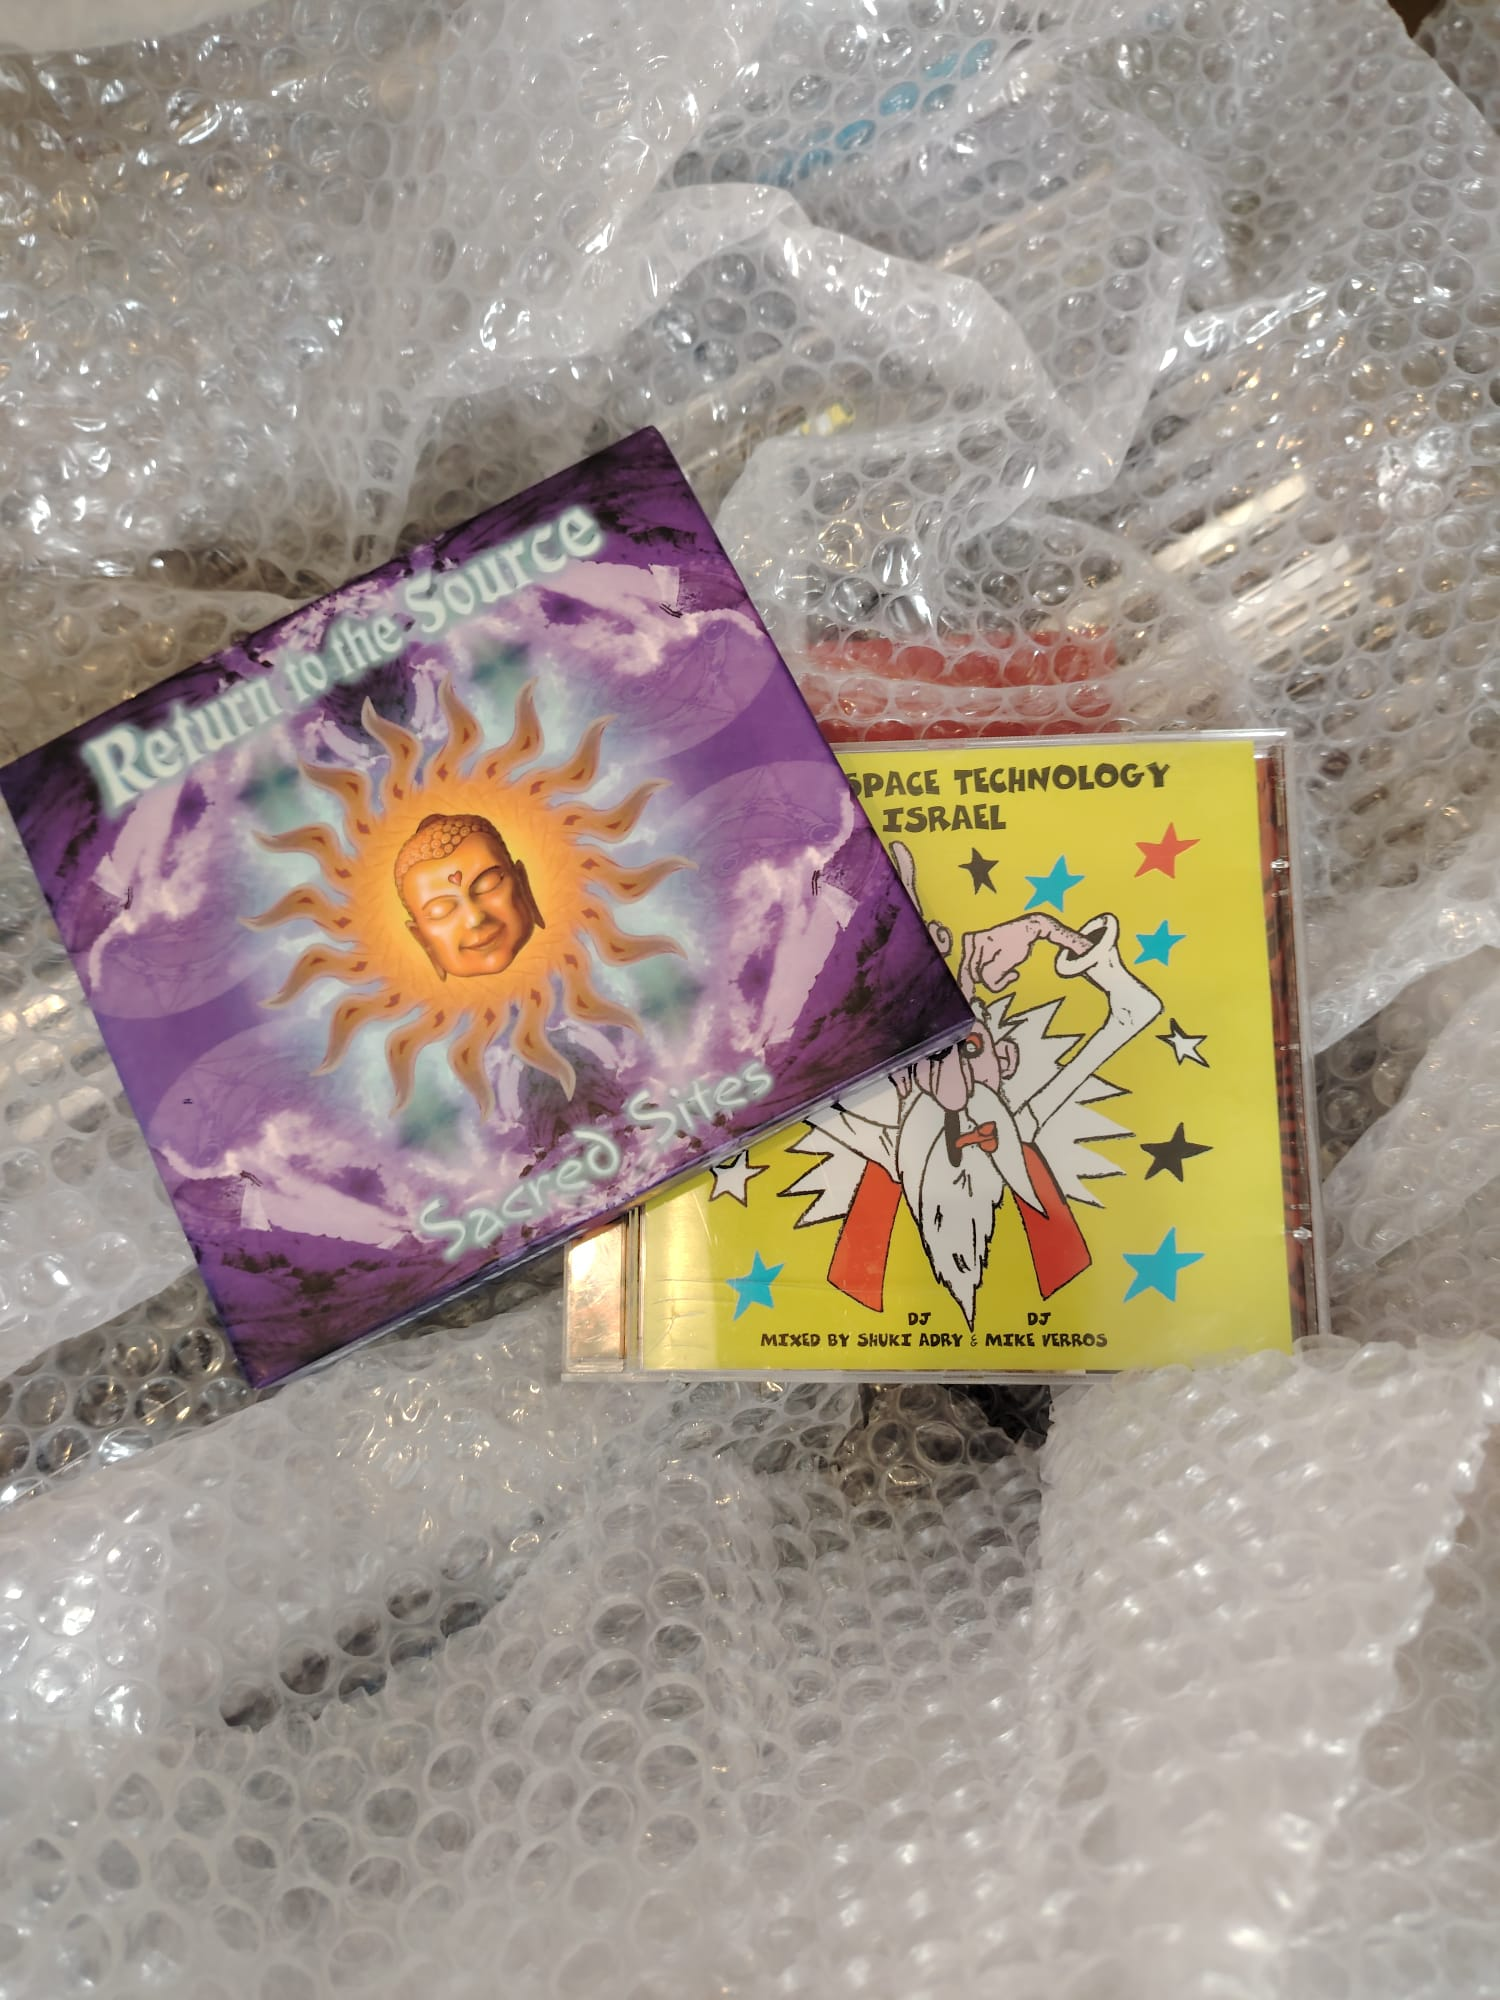 Return to the Source
Sacred Sites
SPACE TECHNOLOGY
ISRAEL
DJ DJ
MIXED BY SHUKI ADRY & MIKE VERROS